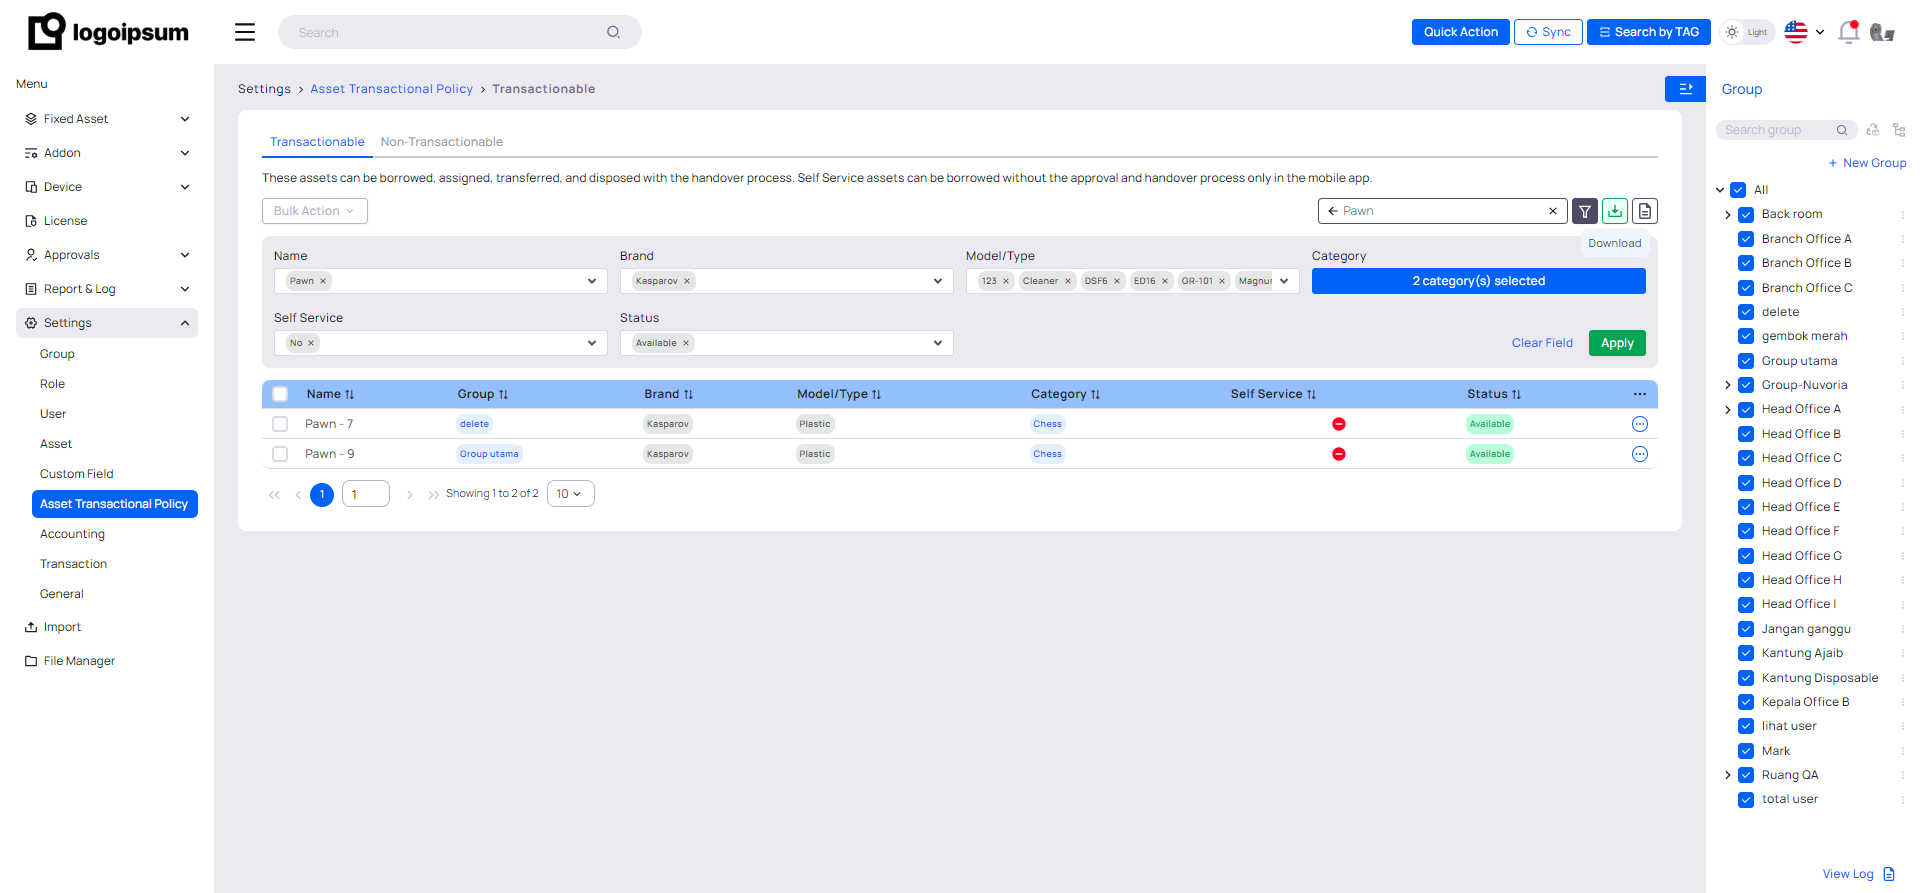 logoipsum
Search
Quick Action
Sync
Search by TAG
Light
Menu
Fixed Asset
Addon
Device
License
Approvals
Report & Log
Settings
Group
Role
User
Asset
Custom Field
Asset Transactional Policy
Accounting
Transaction
General
Import
File Manager
Settings > Asset Transactional Policy > Transactionable
Transactionable Non-Transactionable
These assets can be borrowed, assigned, transferred, and disposed with the handover process. Self Service assets can be borrowed without the approval and handover process only in the mobile app.
Bulk Action
Pawn
Download
Name Brand Model/Type Category
Pawn Kasparov 123 Cleaner DSF6 ED16 GR-101 Magnu 2 category(s) selected
Self Service Status
No Available Clear Field Apply
Name Group Brand Model/Type Category Self Service Status
Pawn - 7 delete Kasparov Plastic Chess Available
Pawn - 9 Group utama Kasparov Plastic Chess Available
1 1 Showing 1 to 2 of 2 10
Group
Search group
+ New Group
All
Back room
Branch Office A
Branch Office B
Branch Office C
delete
gembok merah
Group utama
Group-Nuvoria
Head Office A
Head Office B
Head Office C
Head Office D
Head Office E
Head Office F
Head Office G
Head Office H
Head Office I
Jangan ganggu
Kantung Ajaib
Kantung Disposable
Kepala Office B
lihat user
Mark
Ruang QA
total user
View Log